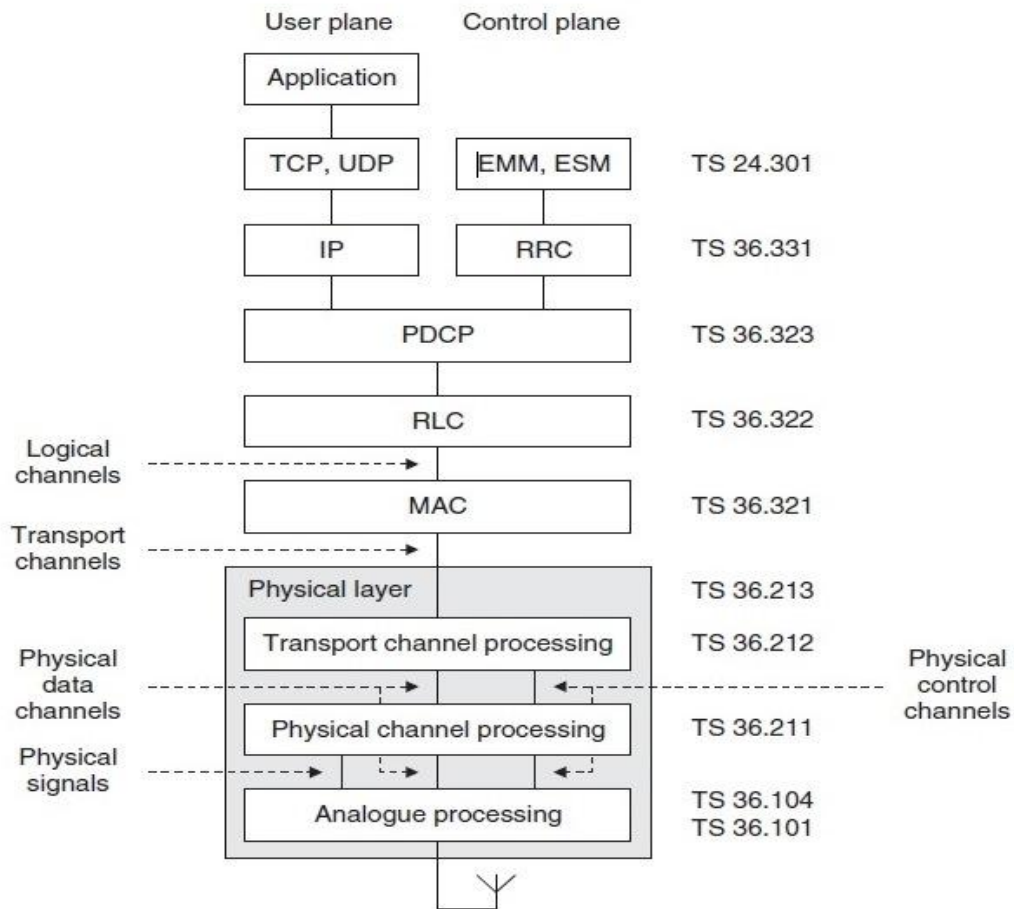 User plane
Control plane
Application
TCP, UDP
EMM, ESM
TS 24.301
IP
RRC
TS 36.331
PDCP
TS 36.323
RLC
TS 36.322
Logical
channels
MAC
TS 36.321
Transport
channels
Physical layer
TS 36.213
Transport channel processing
TS 36.212
Physical
data
channels
Physical
control
channels
Physical channel processing
TS 36.211
Physical
signals
Analogue processing
TS 36.104
TS 36.101